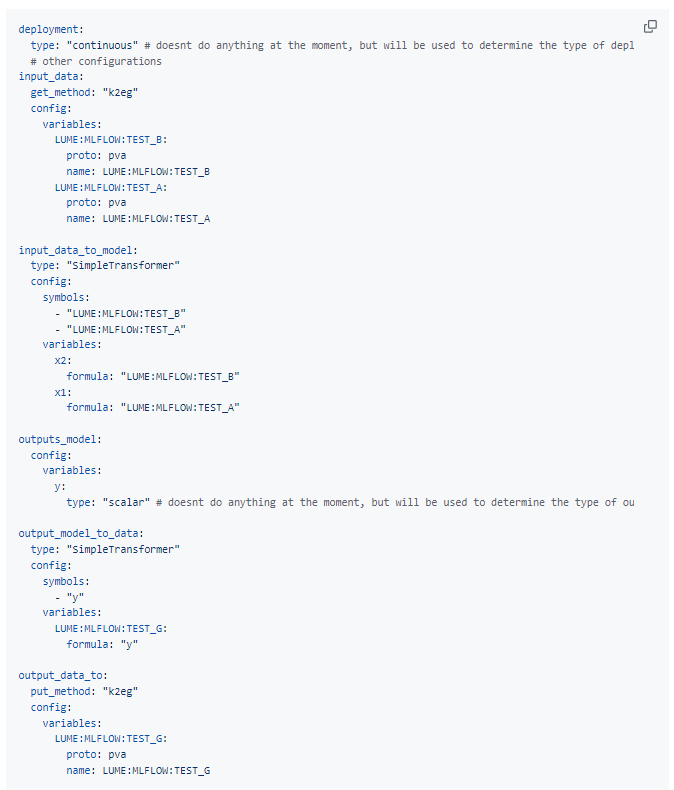 deployment:
  type: "continuous" # doesnt do anything at the moment, but will be used to determine the type of depl
  # other configurations
input_data:
  get_method: "k2eg"
  config:
    variables:
      LUME:MLFLOW:TEST_B:
        proto: pva
        name: LUME:MLFLOW:TEST_B
      LUME:MLFLOW:TEST_A:
        proto: pva
        name: LUME:MLFLOW:TEST_A

input_data_to_model:
  type: "SimpleTransformer"
  config:
    symbols:
      - "LUME:MLFLOW:TEST_B"
      - "LUME:MLFLOW:TEST_A"
    variables:
      x2:
        formula: "LUME:MLFLOW:TEST_B"
      x1:
        formula: "LUME:MLFLOW:TEST_A"

outputs_model:
  config:
    variables:
      y:
        type: "scalar" # doesnt do anything at the moment, but will be used to determine the type of ou

output_model_to_data:
  type: "SimpleTransformer"
  config:
    symbols:
      - "y"
    variables:
      LUME:MLFLOW:TEST_G:
        formula: "y"

output_data_to:
  put_method: "k2eg"
  config:
    variables:
      LUME:MLFLOW:TEST_G:
        proto: pva
        name: LUME:MLFLOW:TEST_G